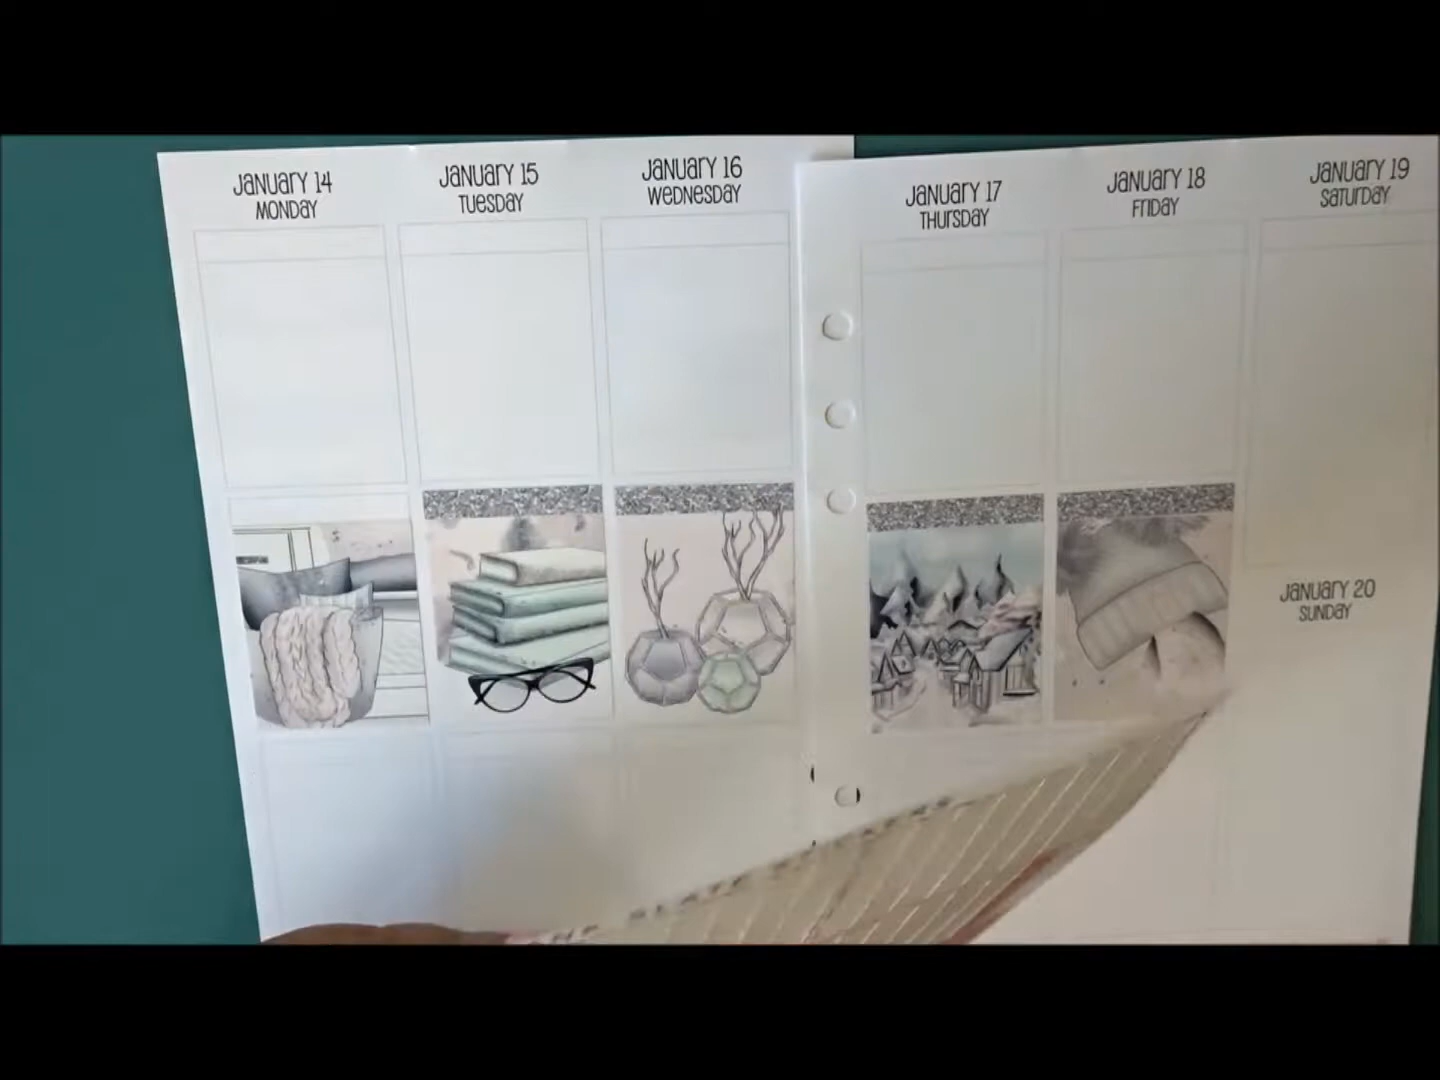 January 14
Monday
January 15
Tuesday
January 16
Wednesday
January 17
Thursday
January 18
Friday
January 19
Saturday
January 20
Sunday